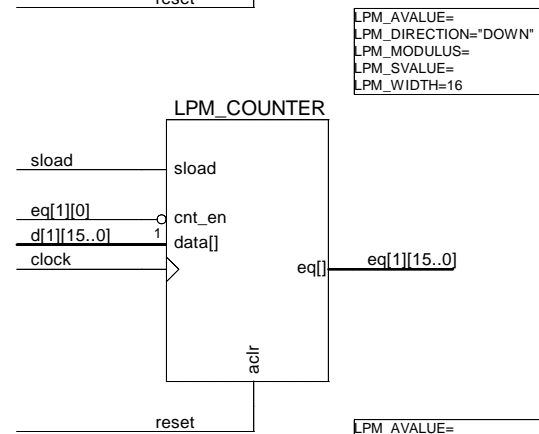 reset
LPM_AVALUE=
LPM_DIRECTION="DOWN"
LPM_MODULUS=
LPM_SVALUE=
LPM_WIDTH=16
LPM_COUNTER
sload
sload
eq[1][0]
cnt_en
d[1][15..0]
1
data[]
clock
eq[]
eq[1][15..0]
aclr
reset
LPM_AVALUE=